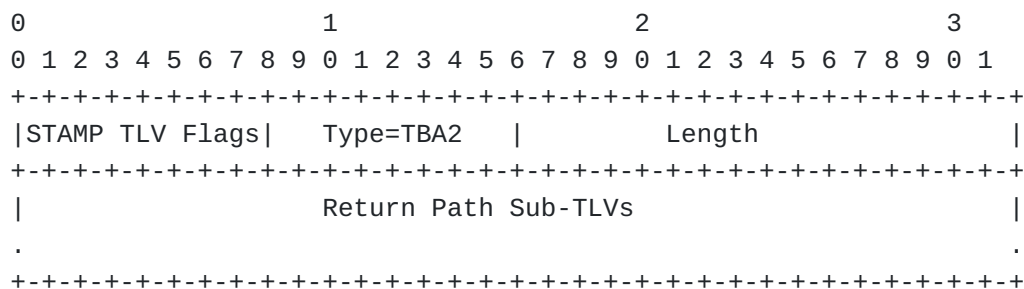 0                   1                   2                   3
0 1 2 3 4 5 6 7 8 9 0 1 2 3 4 5 6 7 8 9 0 1 2 3 4 5 6 7 8 9 0 1
+-+-+-+-+-+-+-+-+-+-+-+-+-+-+-+-+-+-+-+-+-+-+-+-+-+-+-+-+-+-+-+-+
|STAMP TLV Flags|   Type=TBA2   |         Length                |
+-+-+-+-+-+-+-+-+-+-+-+-+-+-+-+-+-+-+-+-+-+-+-+-+-+-+-+-+-+-+-+-+
|                   Return Path Sub-TLVs                        |
.                                                               .
+-+-+-+-+-+-+-+-+-+-+-+-+-+-+-+-+-+-+-+-+-+-+-+-+-+-+-+-+-+-+-+-+